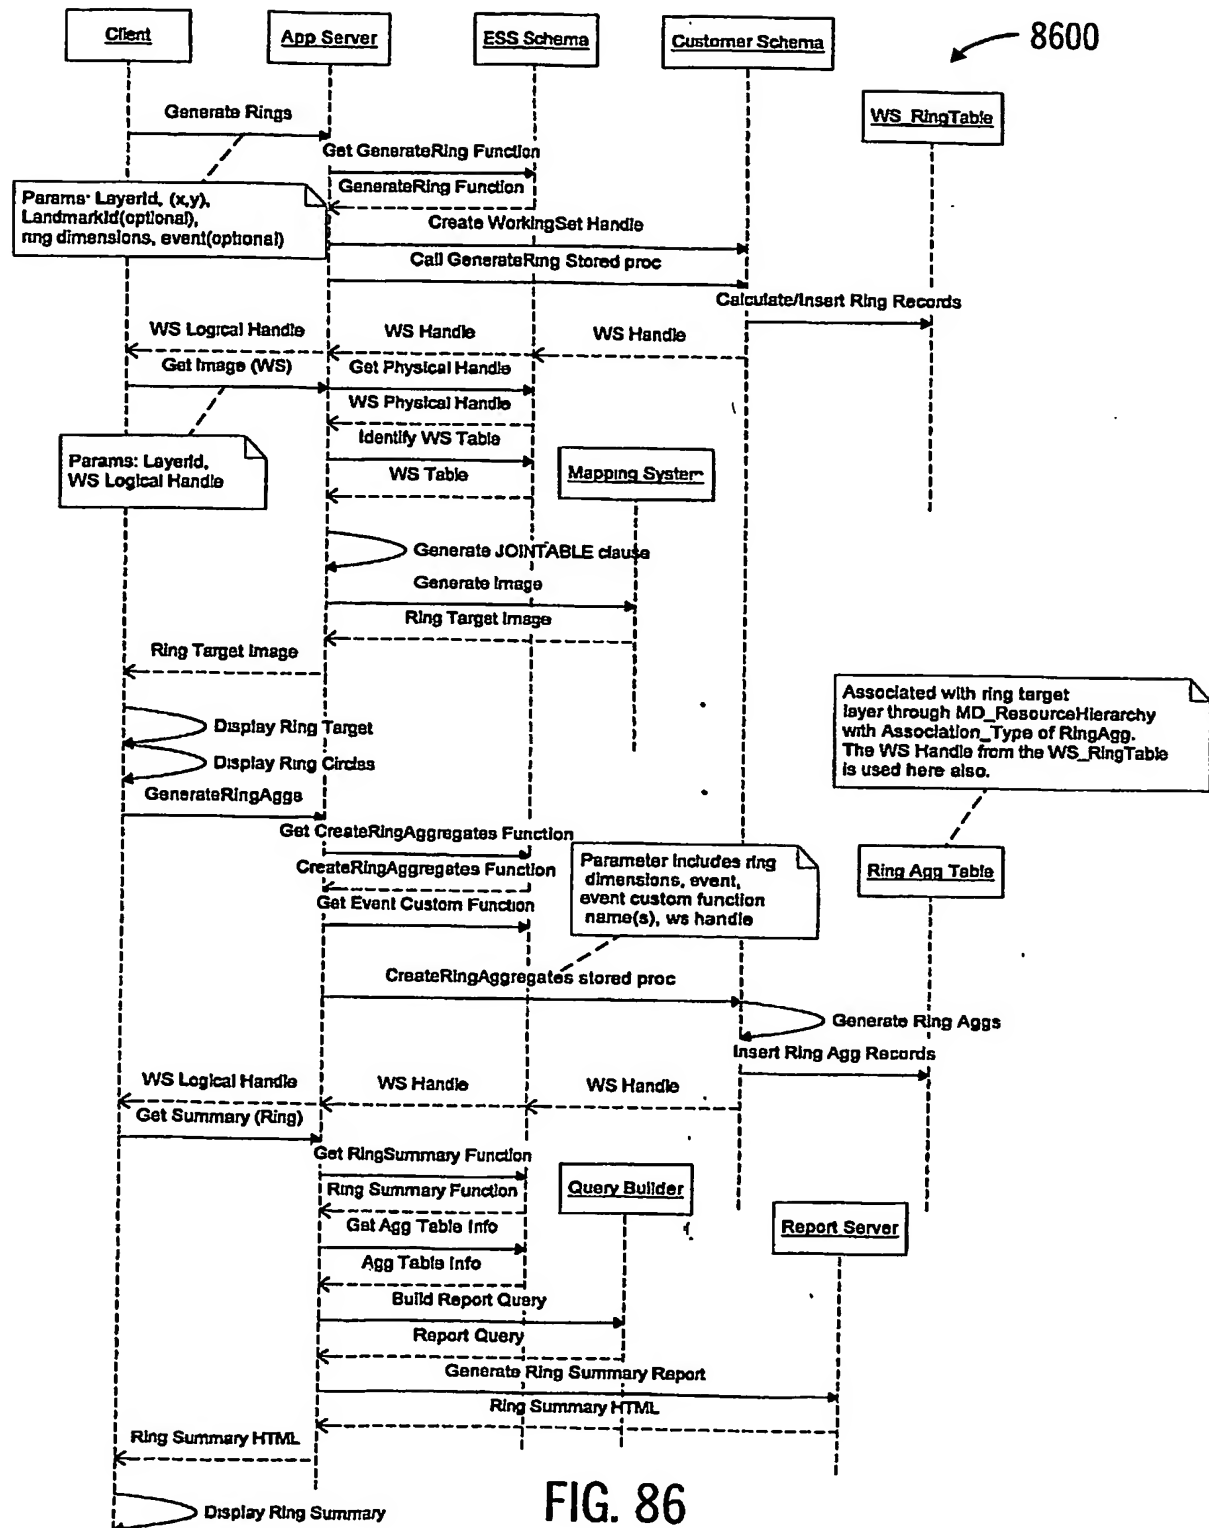 Client
App Server
ESS Schema
Customer Schema
8600
WS_RingTable
Generate Rings
Get GenerateRing Function
GenerateRing Function
Params: LayerId, (x,y),
LandmarkId(optional),
ring dimensions, event(optional)
Create WorkingSet Handle
Call GenerateRing Stored proc
Calculate/Insert Ring Records
WS Logical Handle
WS Handle
WS Handle
Get Image (WS)
Get Physical Handle
WS Physical Handle
Identify WS Table
Params: LayerId,
WS Logical Handle
WS Table
Mapping System
Generate JOINTABLE clause
Generate Image
Ring Target Image
Ring Target Image
Associated with ring target
layer through MD_ResourceHierarchy
with Association_Type of RingAgg.
The WS Handle from the WS_RingTable
is used here also.
Display Ring Target
Display Ring Circles
GenerateRingAggs
Get CreateRingAggregates Function
CreateRingAggregates Function
Get Event Custom Function
Parameter includes ring
dimensions, event,
event custom function
name(s), ws handle
Ring Agg Table
CreateRingAggregates stored proc
Generate Ring Aggs
Insert Ring Agg Records
WS Logical Handle
WS Handle
WS Handle
Get Summary (Ring)
Get RingSummary Function
Ring Summary Function
Query Builder
Get Agg Table Info
Report Server
Agg Table Info
Build Report Query
Report Query
Generate Ring Summary Report
Ring Summary HTML
Ring Summary HTML
Display Ring Summary
FIG. 86